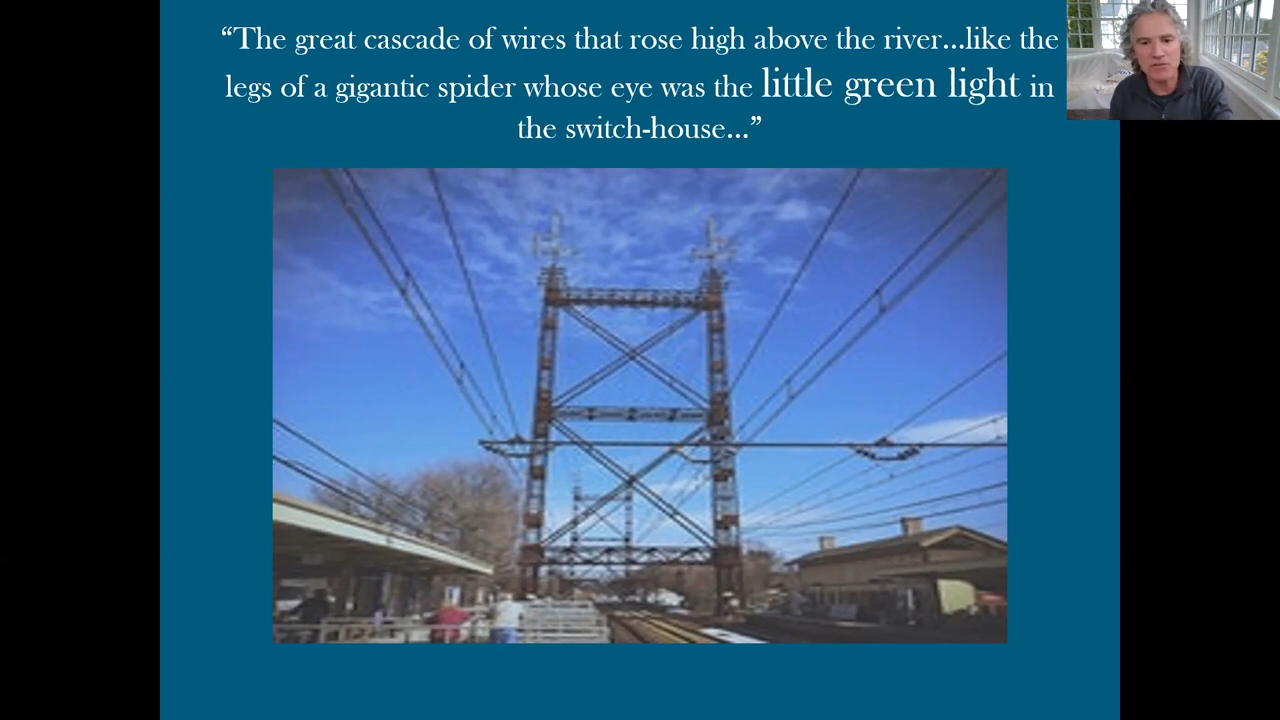 “The great cascade of wires that rose high above the river...like the
legs of a gigantic spider whose eye was the little green light in
the switch-house...”